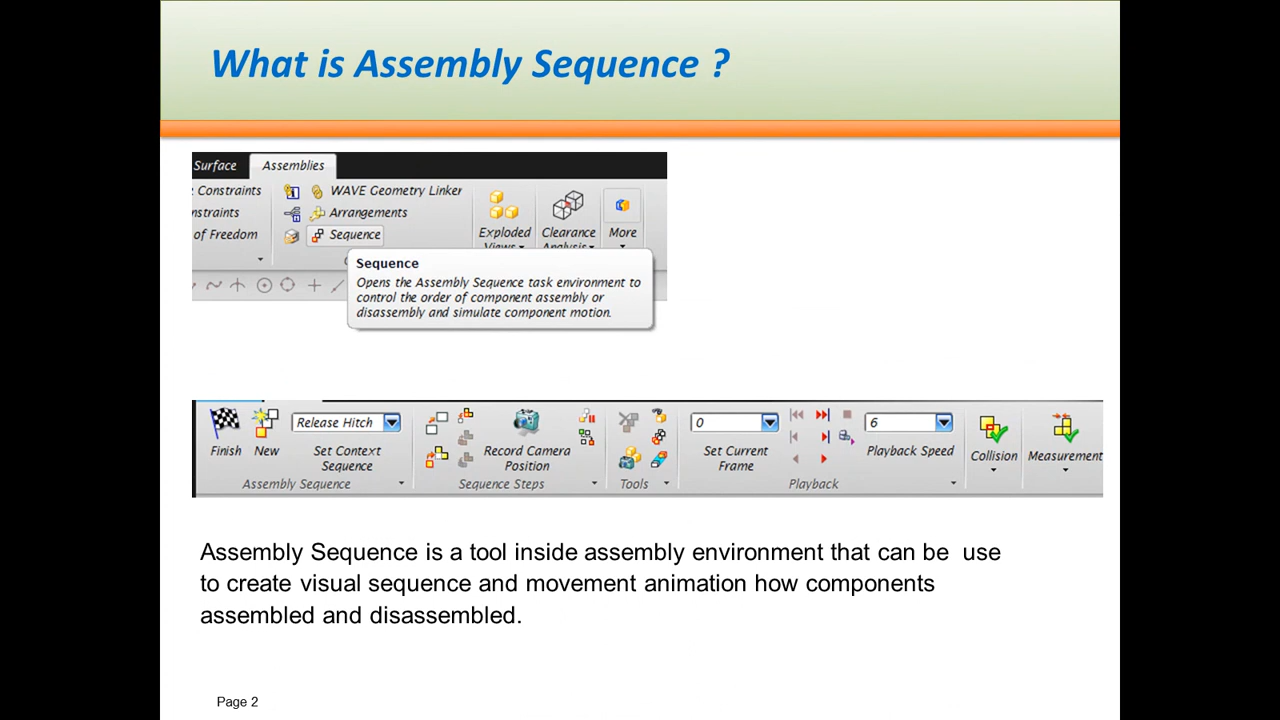 What is Assembly Sequence ?
Surface Assemblies
Constraints WAVE Geometry Linker
nstraints Arrangements
of Freedom Sequence
Exploded Clearance More
Views Analysis
Sequence
Opens the Assembly Sequence task environment to
control the order of component assembly or
disassembly and simulate component motion.
Release Hitch 0 6
Finish New Set Context Record Camera Set Current Playback Speed Collision Measurement
Sequence Position Frame
Assembly Sequence Sequence Steps Tools Playback
Assembly Sequence is a tool inside assembly environment that can be use
to create visual sequence and movement animation how components
assembled and disassembled.
Page 2